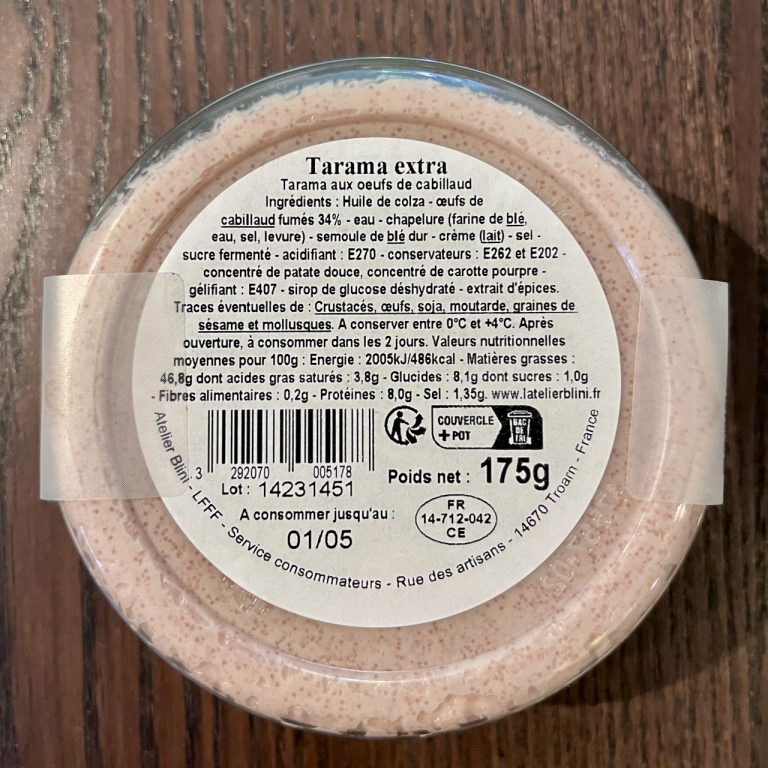 Tarama extra
Tarama aux oeufs de cabillaud
Ingrédients : Huile de colza - œufs de
cabillaud fumés 34% - eau - chapelure (farine de blé,
eau, sel, levure) - semoule de blé dur - crème (lait) - sel -
sucre fermenté - acidifiant : E270 - conservateurs : E262 et E202 -
concentré de patate douce, concentré de carotte pourpre -
gélifiant : E407 - sirop de glucose déshydraté - extrait d'épices.
Traces éventuelles de : Crustacés, œufs, soja, moutarde, graines de
sésame et mollusques. A conserver entre 0°C et +4°C. Après
ouverture, à consommer dans les 2 jours. Valeurs nutritionnelles
moyennes pour 100g : Energie : 2005kJ/486kcal - Matières grasses :
46,8g dont acides gras saturés : 3,8g - Glucides : 8,1g dont sucres : 1,0g
- Fibres alimentaires : 0,2g - Protéines : 8,0g - Sel : 1,35g. www.latelierblini.fr
COUVERCLE
+ POT
BAC
DE
TRI
3 292070 005178
Poids net : 175g
Lot : 14231451
A consommer jusqu'au :
01/05
FR
14-712-042
CE
Atelier Blini - LFFF - Service consommateurs - Rue des artisans - 14670 Troarn - France